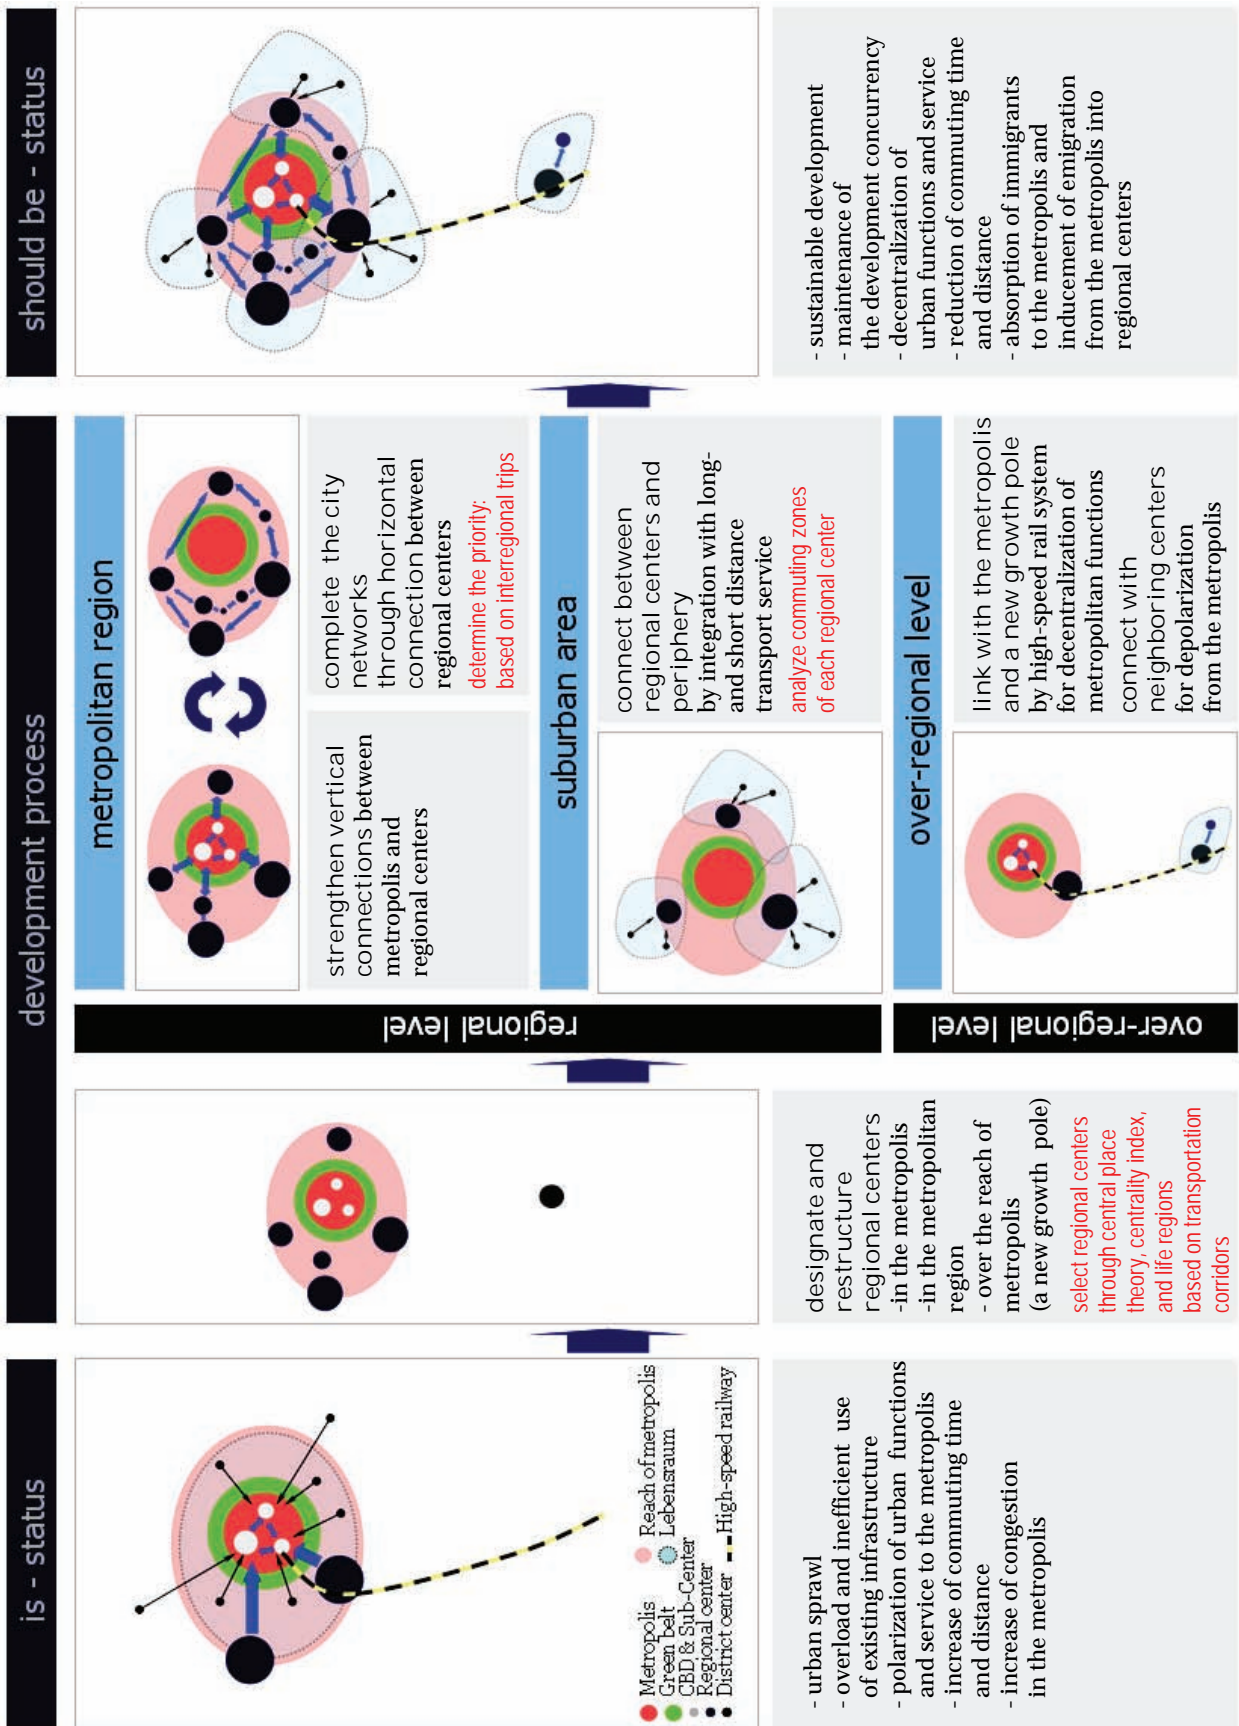 is - status
development process
should be - status
Metropolis
Green belt
CBD & Sub-Center
Regional center
District center
Reach of metropolis
Lebensraum
High-speed railway
- urban sprawl
- overload and inefficient use
of existing infrastructure
- polarization of urban functions
and service to the metropolis
- increase of commuting time
and distance
- increase of congestion
in the metropolis
designate and
restructure
regional centers
-in the metropolis
-in the metropolitan
region
- over the reach of
metropolis
(a new growth pole)
select regional centers
through central place
theory, centrality index,
and life regions
based on transportation
corridors
regional level
metropolitan region
strengthen vertical
connections between
metropolis and
regional centers
complete the city
networks
through horizontal
connection between
regional centers
determine the priority:
based on interregional trips
suburban area
connect between
regional centers and
periphery
by integration with long-
and short distance
transport service
analyze commuting zones
of each regional center
over-regional level
over-regional level
link with the metropolis
and a new growth pole
by high-speed rail system
for decentralization of
metropolitan functions
connect with
neighboring centers
for depolarization
from the metropolis
- sustainable development
- maintenance of
the development concurrency
- decentralization of
urban functions and service
- reduction of commuting time
and distance
- absorption of immigrants
to the metropolis and
inducement of emigration
from the metropolis into
regional centers